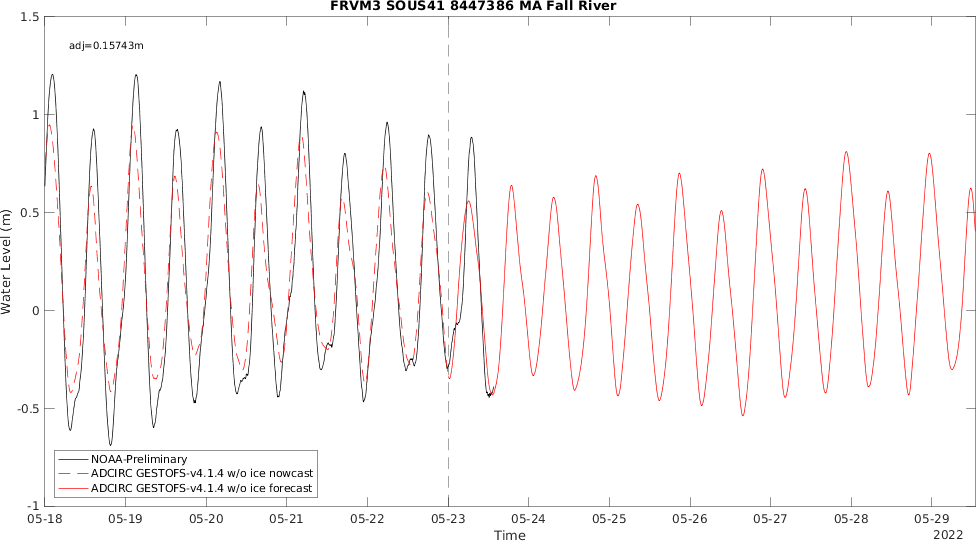 FRVM3 SOUS41 8447386 MA Fall River
adj=0.15743m
Water Level (m)
1.5
1
0.5
0
-0.5
-1
NOAA-Preliminary
ADCIRC GESTOFS-v4.1.4 w/o ice nowcast
ADCIRC GESTOFS-v4.1.4 w/o ice forecast
05-18 05-19 05-20 05-21 05-22 05-23 05-24 05-25 05-26 05-27 05-28 05-29
Time
2022